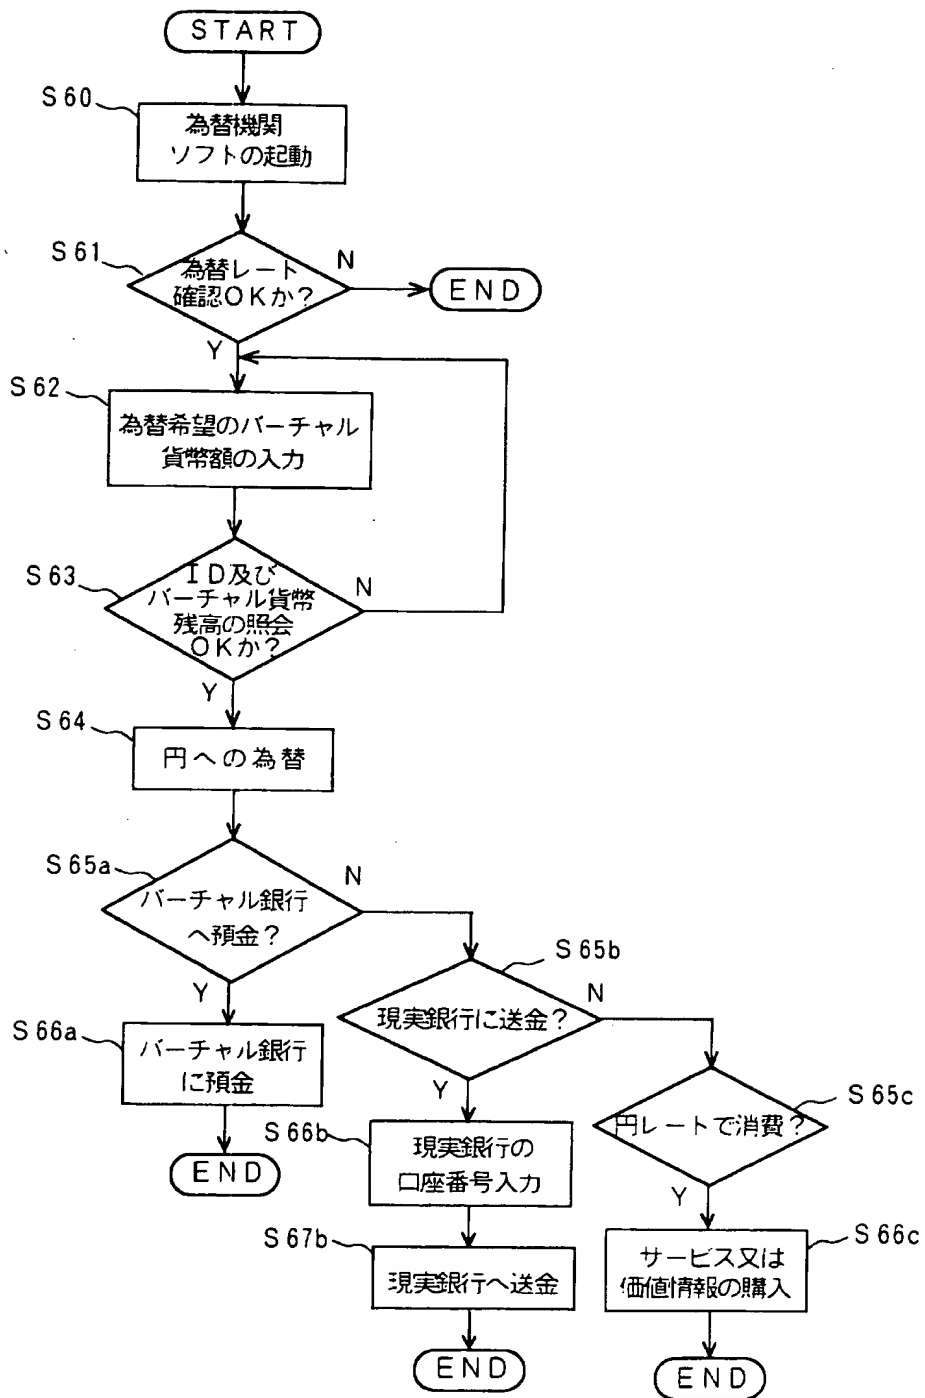 START
S60
為替機関
ソフトの起動
S61
為替レート
確認OKか？
N
END
Y
S62
為替希望のバーチャル
貨幣額の入力
S63
ID及び
バーチャル貨幣
残高の照会
OKか？
N
Y
S64
円への為替
S65a
バーチャル銀行
へ預金？
N
Y
S65b
現実銀行に送金？
N
Y
S66a
バーチャル銀行
に預金
END
S65c
円レートで消費？
Y
S66b
現実銀行の
口座番号入力
S67b
現実銀行へ送金
END
S66c
サービス又は
価値情報の購入
END